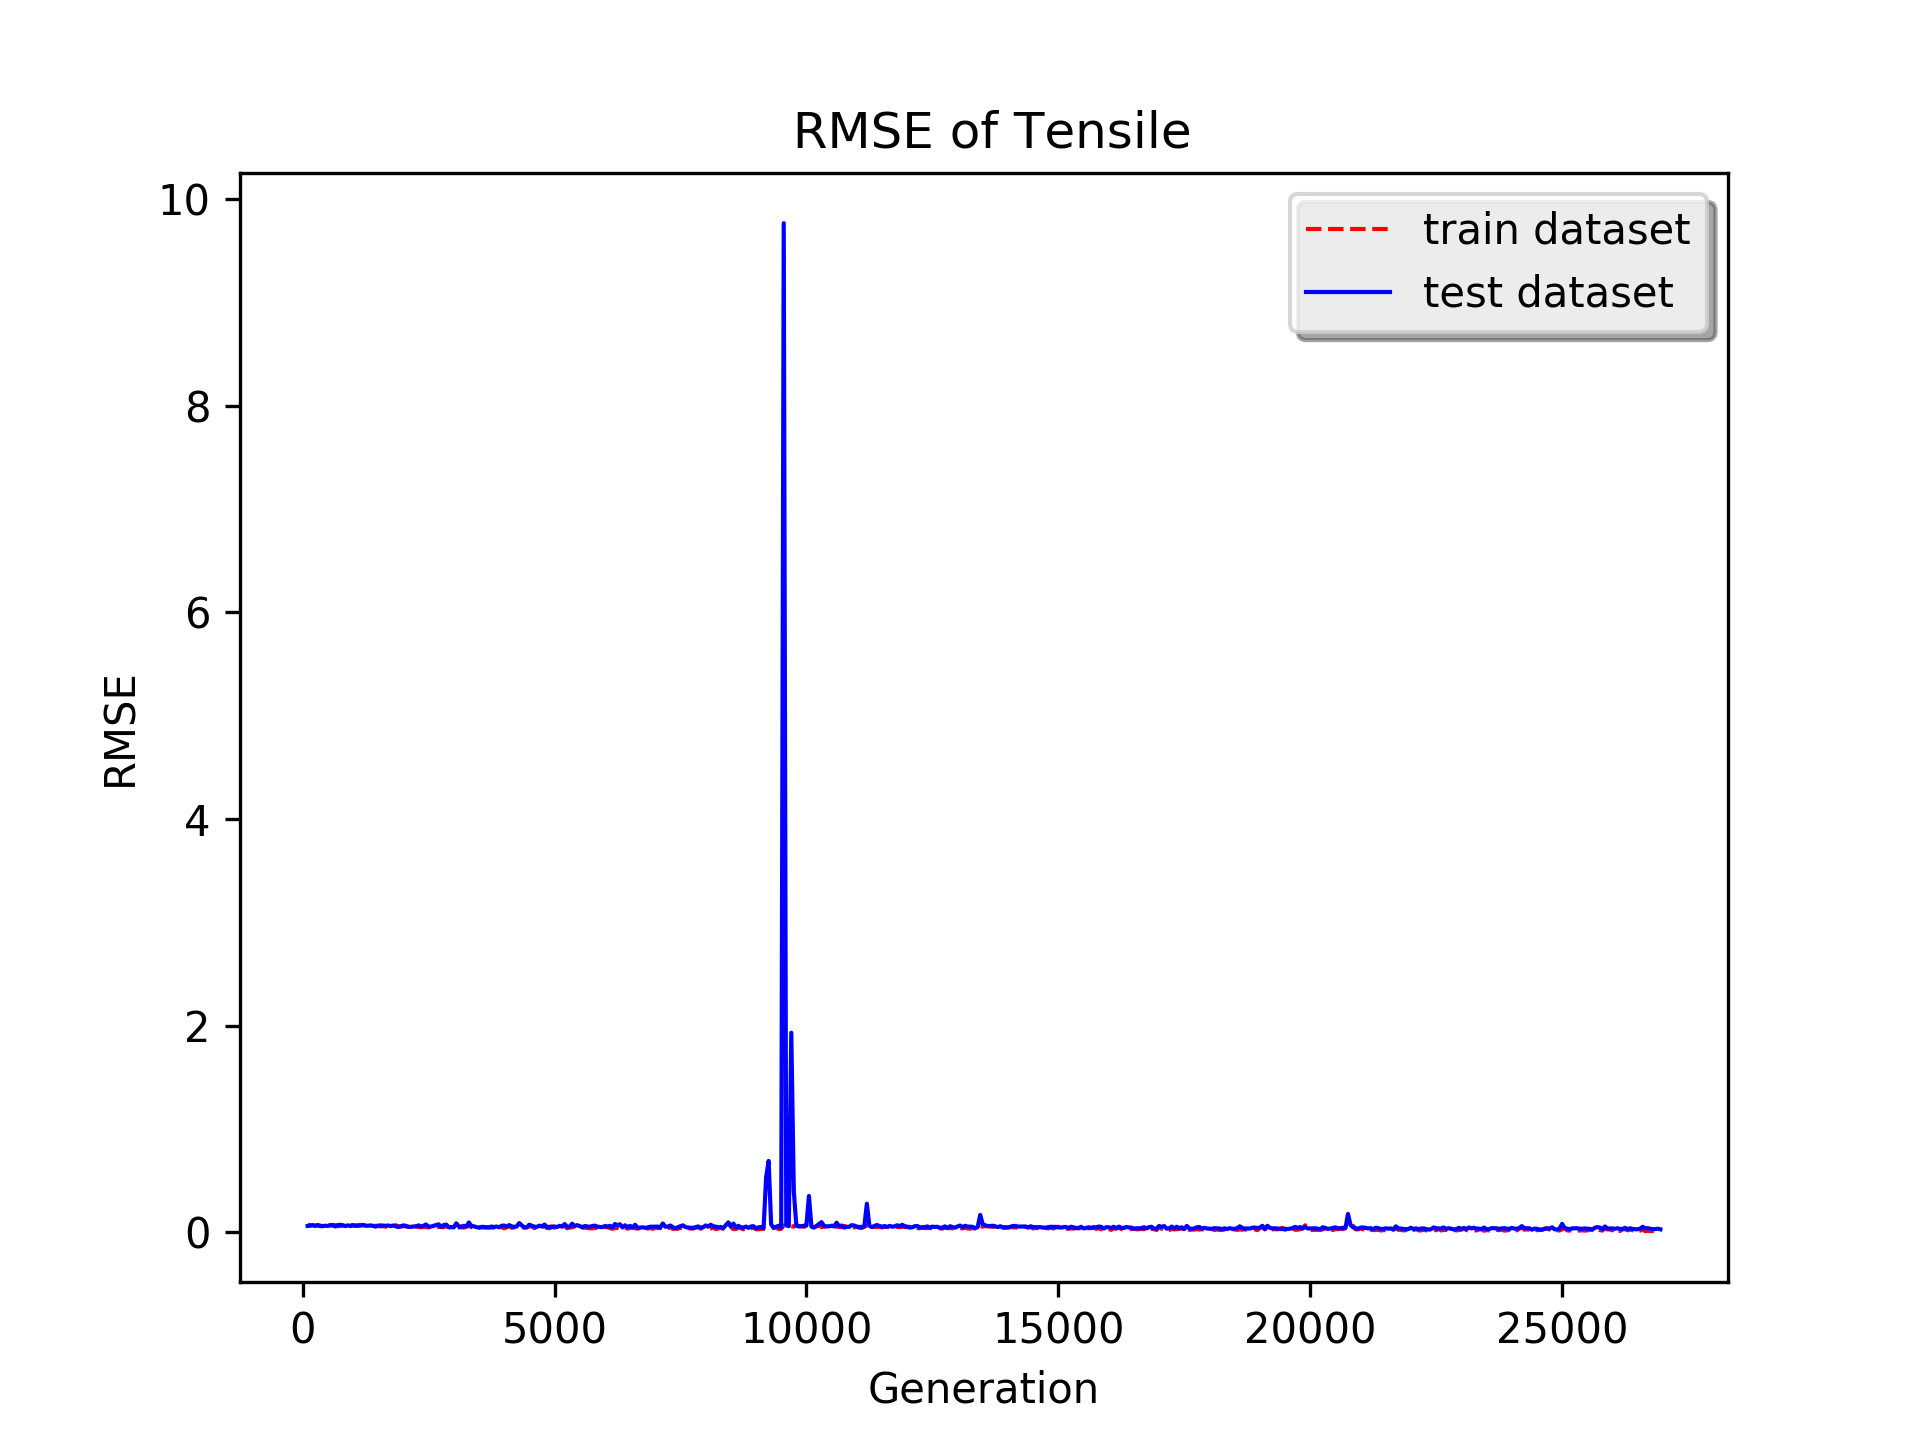 RMSE of Tensile
train dataset
test dataset
10
8
6
4
2
0
RMSE
0 5000 10000 15000 20000 25000
Generation